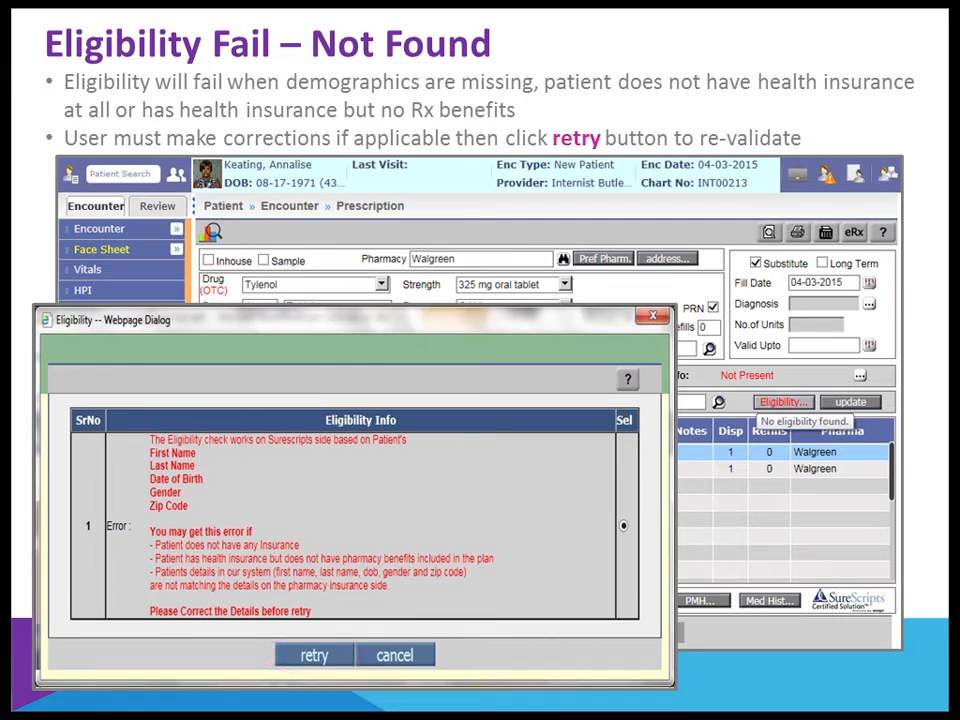 Eligibility Fail – Not Found
• Eligibility will fail when demographics are missing, patient does not have health insurance
at all or has health insurance but no Rx benefits
• User must make corrections if applicable then click retry button to re-validate
Patient Search
Keating, Annalise
Last Visit:
Enc Type: New Patient
Enc Date: 04-03-2015
DOB: 08-17-1971 (43...
Provider: Internist Butle...
Chart No: INT00213
Encounter
Review
Patient » Encounter » Prescription
Encounter »
Face Sheet »
Vitals
HPI
eRx
?
Inhouse
Sample
Pharmacy
Walgreen
Pref Pharm.
address...
Substitute
Long Term
Drug
(OTC)
Tylenol
Strength
325 mg oral tablet
Fill Date
04-03-2015
PRN
Diagnosis
...
fills 0
No.of Units
Valid Upto
fo:
Not Present
...
Eligibility...
update
No eligibility found.
Notes
Disp
Refills
Pharma
1 0 Walgreen
1 0 Walgreen
PMH...
Med Hist...
SureScripts
Certified Solution
Eligibility -- Webpage Dialog
X
?
SrNo
Eligibility Info
Sel
1
Error :
The Eligibility check works on Surescripts side based on Patient's
First Name
Last Name
Date of Birth
Gender
Zip Code
You may get this error if
- Patient does not have any Insurance
- Patient has health insurance but does not have pharmacy benefits included in the plan
- Patients details in our system (first name, last name, dob, gender and zip code)
are not matching the details on the pharmacy insurance side.
Please Correct the Details before retry
retry
cancel